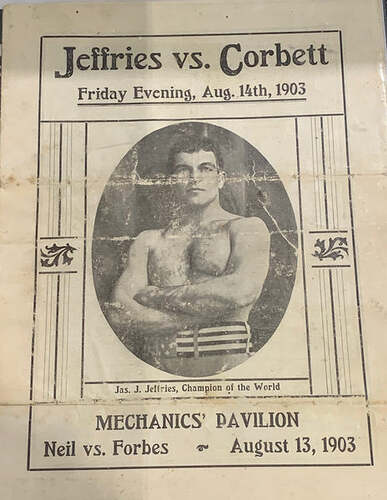 Jeffries vs. Corbett
Friday Evening, Aug. 14th, 1903
Jas. J. Jeffries, Champion of the World
MECHANICS' PAVILION
Neil vs. Forbes ~ August 13, 1903